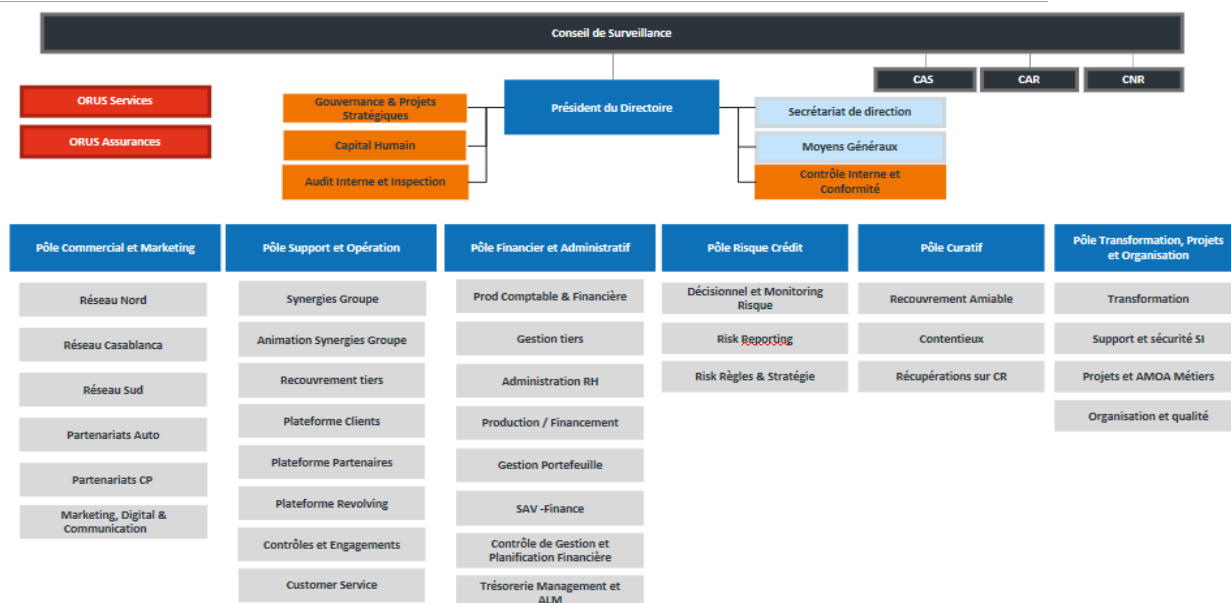 Conseil de Surveillance
CAS
CAR
CNR
ORUS Services
ORUS Assurances
Gouvernance & Projets
Stratégiques
Capital Humain
Audit Interne et Inspection
Président du Directoire
Secrétariat de direction
Moyens Généraux
Contrôle Interne et
Conformité
Pôle Commercial et Marketing
Réseau Nord
Réseau Casablanca
Réseau Sud
Partenariats Auto
Partenariats CP
Marketing, Digital &
Communication
Pôle Support et Opération
Synergies Groupe
Animation Synergies Groupe
Recouvrement tiers
Plateforme Clients
Plateforme Partenaires
Plateforme Revolving
Contrôles et Engagements
Customer Service
Pôle Financier et Administratif
Prod Comptable & Financière
Gestion tiers
Administration RH
Production / Financement
Gestion Portefeuille
SAV -Finance
Contrôle de Gestion et
Planification Financière
Trésorerie Management et
ALM
Pôle Risque Crédit
Décisionnel et Monitoring
Risque
Risk Reporting
Risk Règles & Stratégie
Pôle Curatif
Recouvrement Amiable
Contentieux
Récupérations sur CR
Pôle Transformation, Projets
et Organisation
Transformation
Support et sécurité SI
Projets et AMOA Métiers
Organisation et qualité